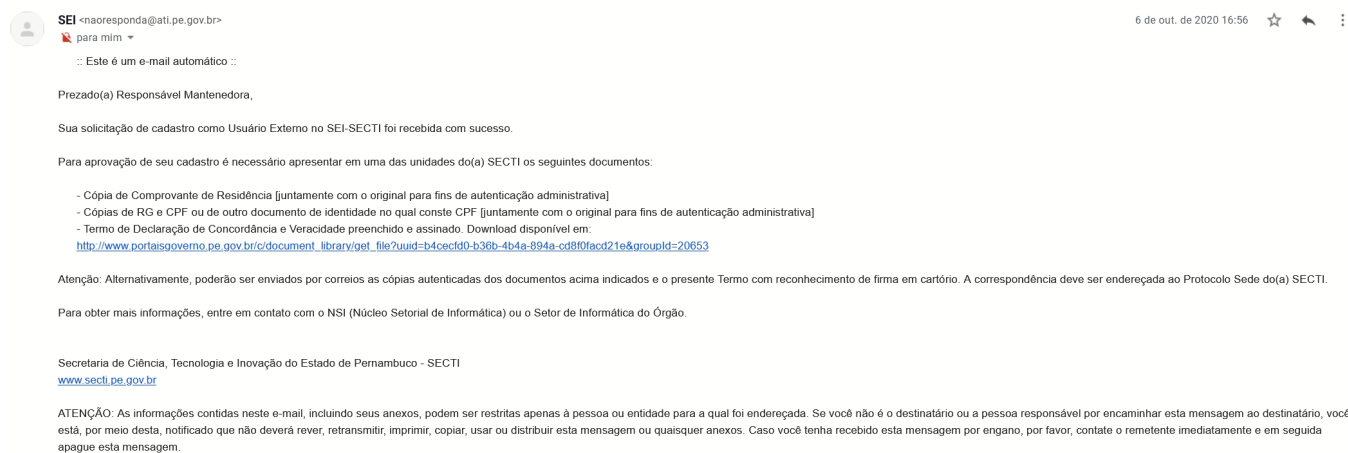 SEI <naoresponda@ati.pe.gov.br>
6 de out. de 2020 16:56
para mim
:: Este é um e-mail automático ::
Prezado(a) Responsável Mantenedora,
Sua solicitação de cadastro como Usuário Externo no SEI-SECTI foi recebida com sucesso.
Para aprovação de seu cadastro é necessário apresentar em uma das unidades do(a) SECTI os seguintes documentos:
- Cópia de Comprovante de Residência [juntamente com o original para fins de autenticação administrativa]
- Cópias de RG e CPF ou de outro documento de identidade no qual conste CPF [juntamente com o original para fins de autenticação administrativa]
- Termo de Declaração de Concordância e Veracidade preenchido e assinado. Download disponível em:
http://www.portaisgoverno.pe.gov.br/c/document_library/get_file?uuid=b4cecfd0-b36b-4b4a-894a-cd8f0facd21e&groupId=20653
Atenção: Alternativamente, poderão ser enviados por correios as cópias autenticadas dos documentos acima indicados e o presente Termo com reconhecimento de firma em cartório. A correspondência deve ser endereçada ao Protocolo Sede do(a) SECTI.
Para obter mais informações, entre em contato com o NSI (Núcleo Setorial de Informática) ou o Setor de Informática do Órgão.
Secretaria de Ciência, Tecnologia e Inovação do Estado de Pernambuco - SECTI
www.secti.pe.gov.br
ATENÇÃO: As informações contidas neste e-mail, incluindo seus anexos, podem ser restritas apenas à pessoa ou entidade para a qual foi endereçada. Se você não é o destinatário ou a pessoa responsável por encaminhar esta mensagem ao destinatário, você
está, por meio desta, notificado que não deverá rever, retransmitir, imprimir, copiar, usar ou distribuir esta mensagem ou quaisquer anexos. Caso você tenha recebido esta mensagem por engano, por favor, contate o remetente imediatamente e em seguida
apague esta mensagem.